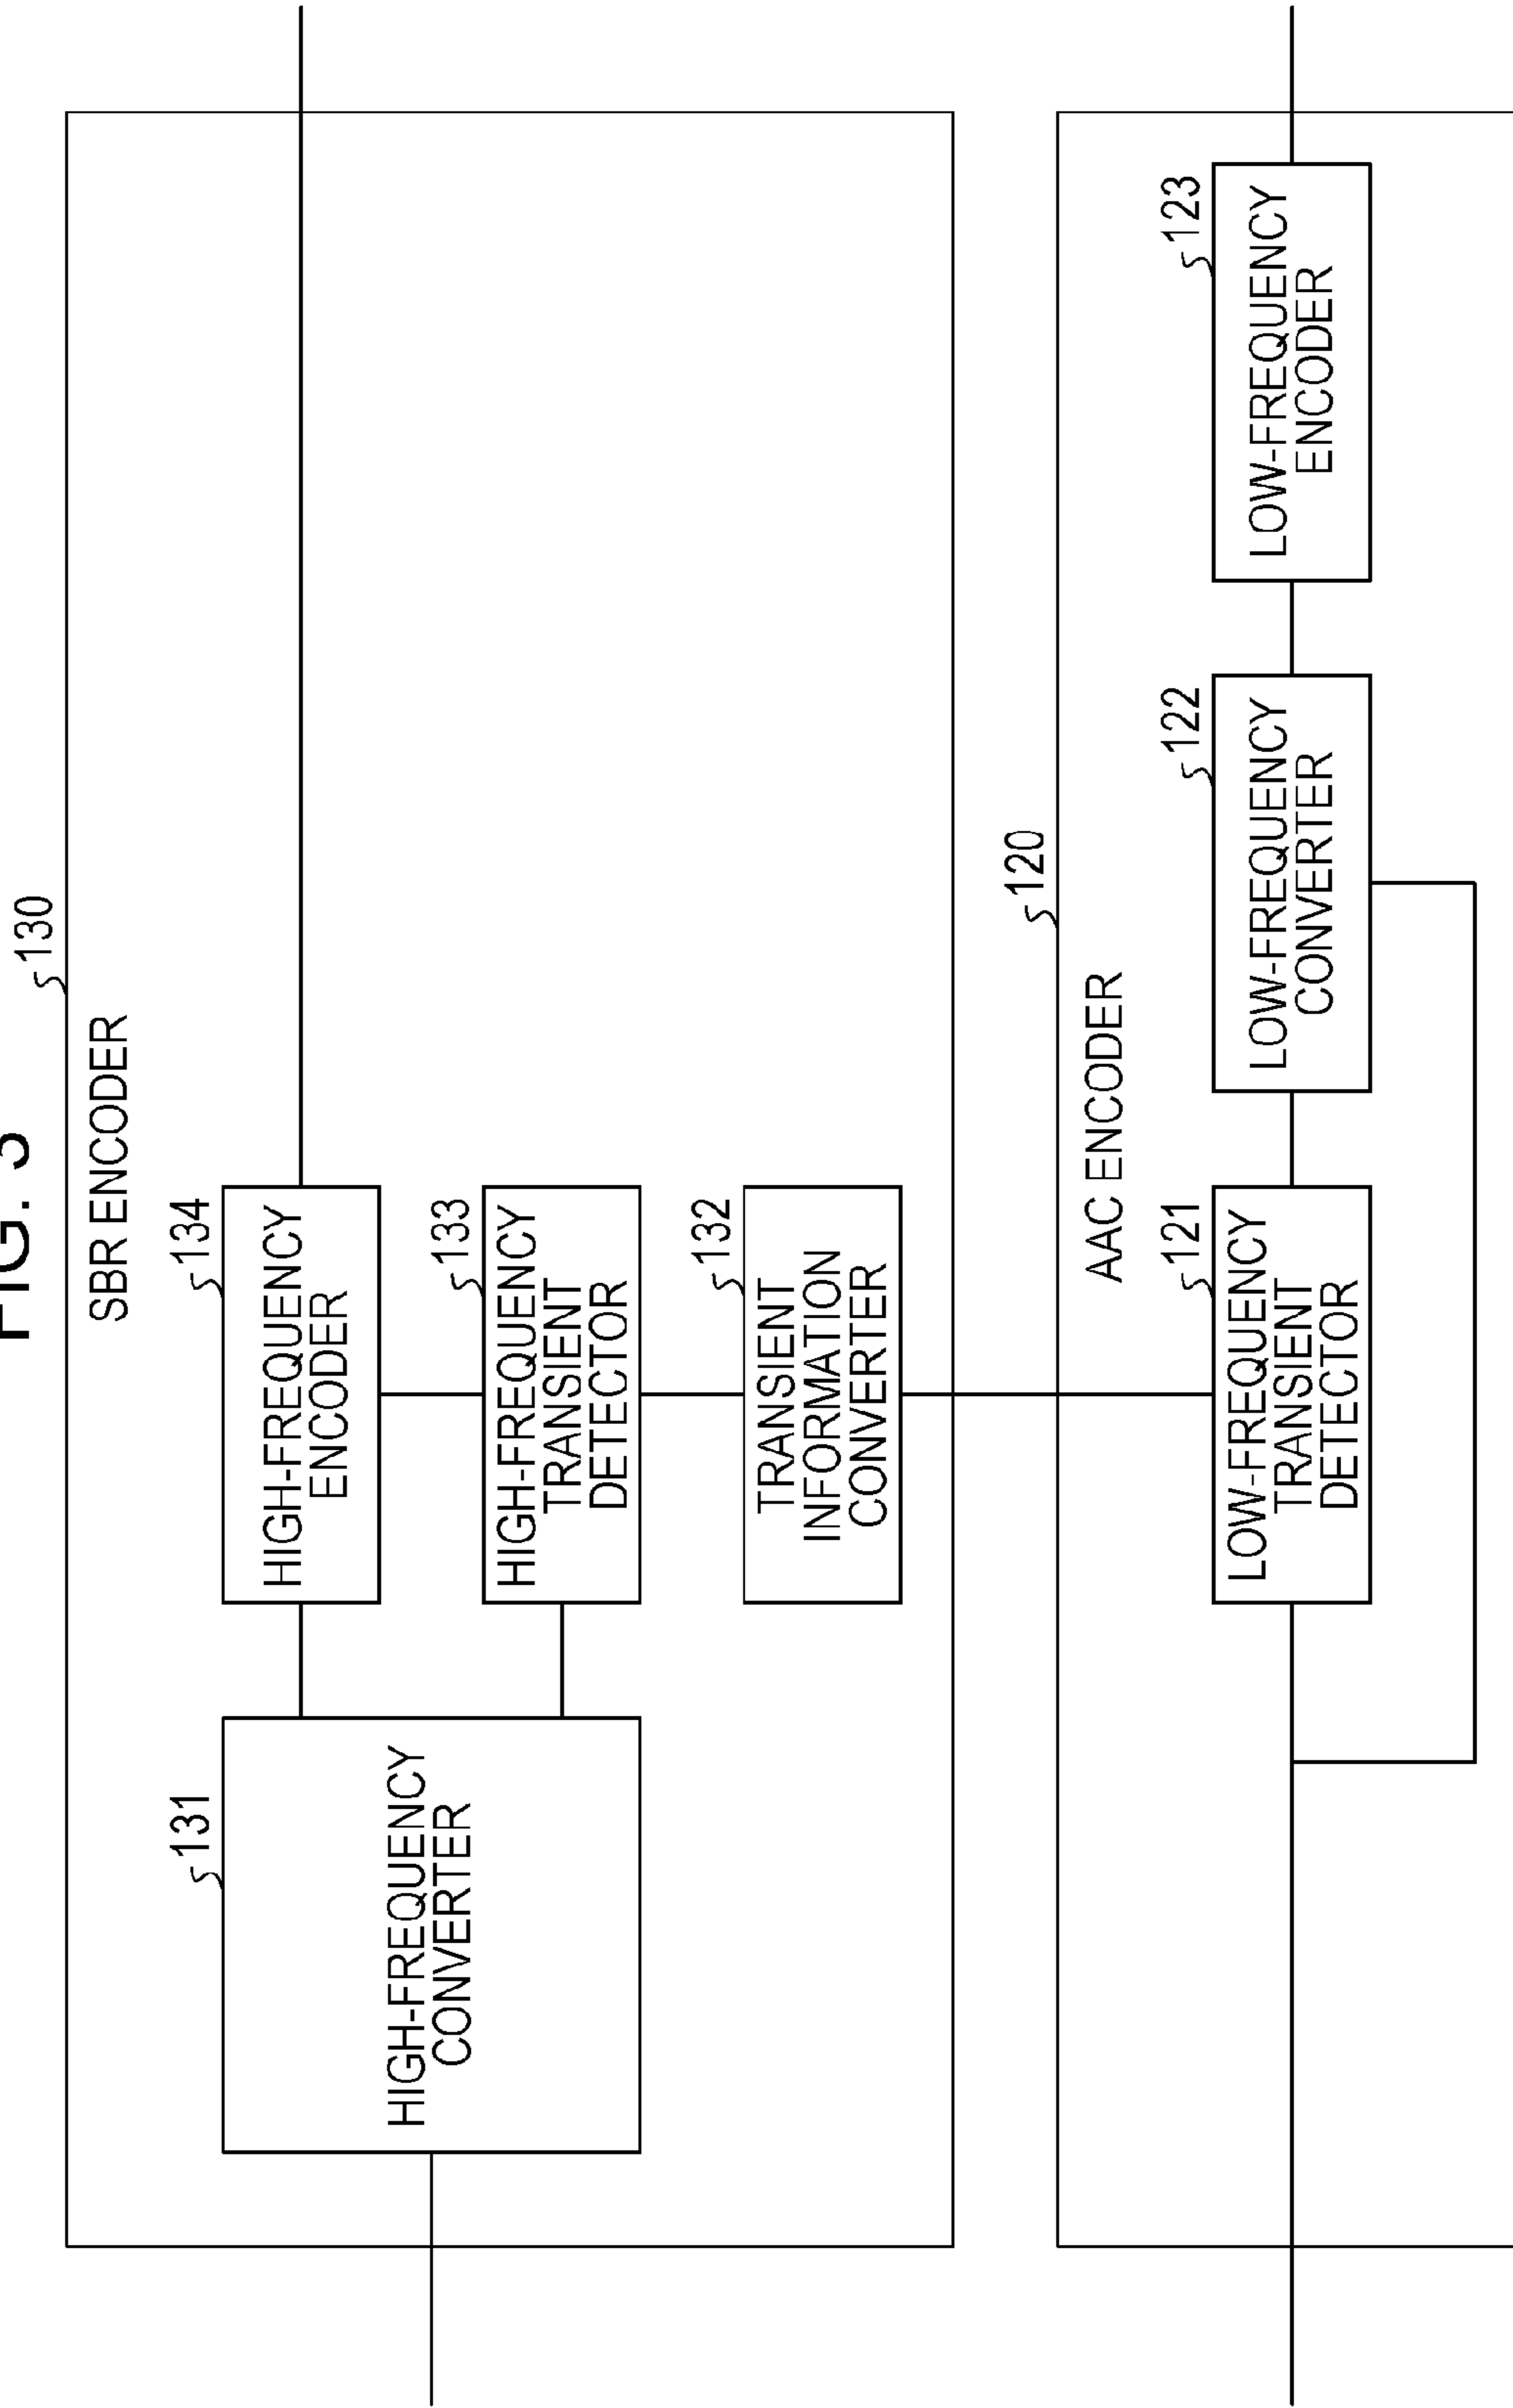 FIG.
130
SBR ENCODER
131
HIGH-FREQUENCY
CONVERTER
134
HIGH-FREQUENCY
ENCODER
133
HIGH-FREQUENCY
TRANSIENT
DETECTOR
132
TRANSIENT
INFORMATION
CONVERTER
120
AAC ENCODER
121
LOW-FREQUENCY
TRANSIENT
DETECTOR
122
LOW-FREQUENCY
CONVERTER
123
LOW-FREQUENCY
ENCODER